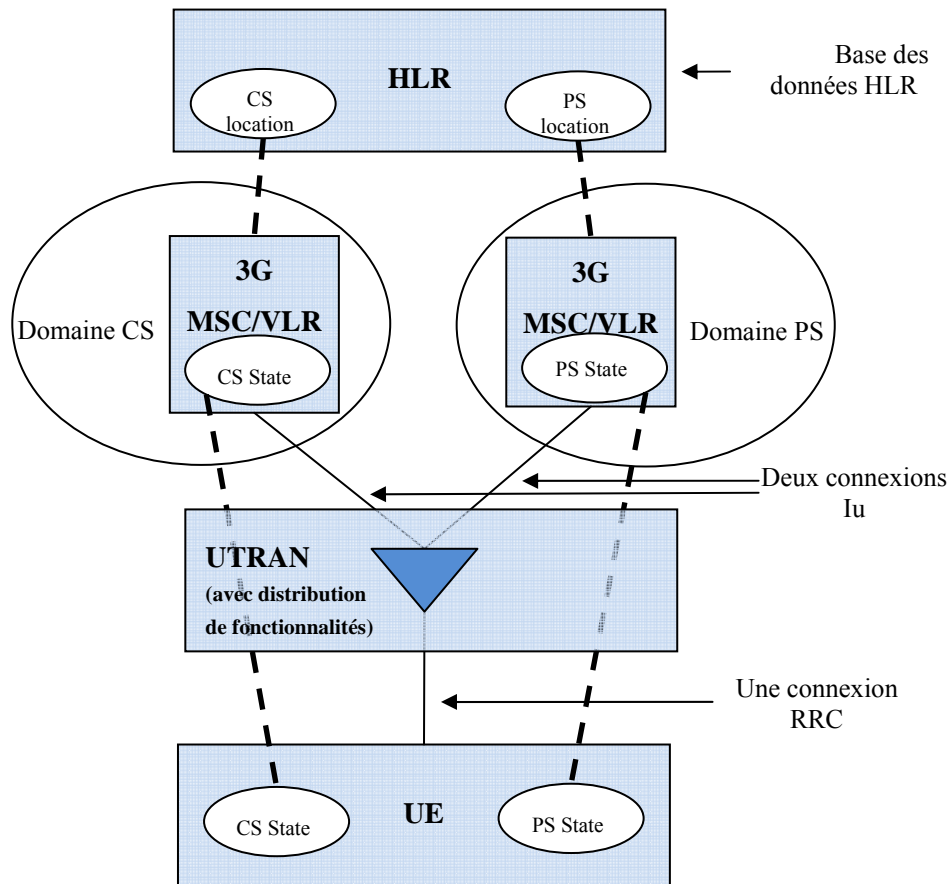 HLR
CS
location
PS
location
Base des
données HLR
3G
MSC/VLR
CS State
Domaine CS
3G
MSC/VLR
PS State
Domaine PS
Deux connexions
Iu
UTRAN
(avec distribution
de fonctionnalités)
Une connexion
RRC
UE
CS State
PS State